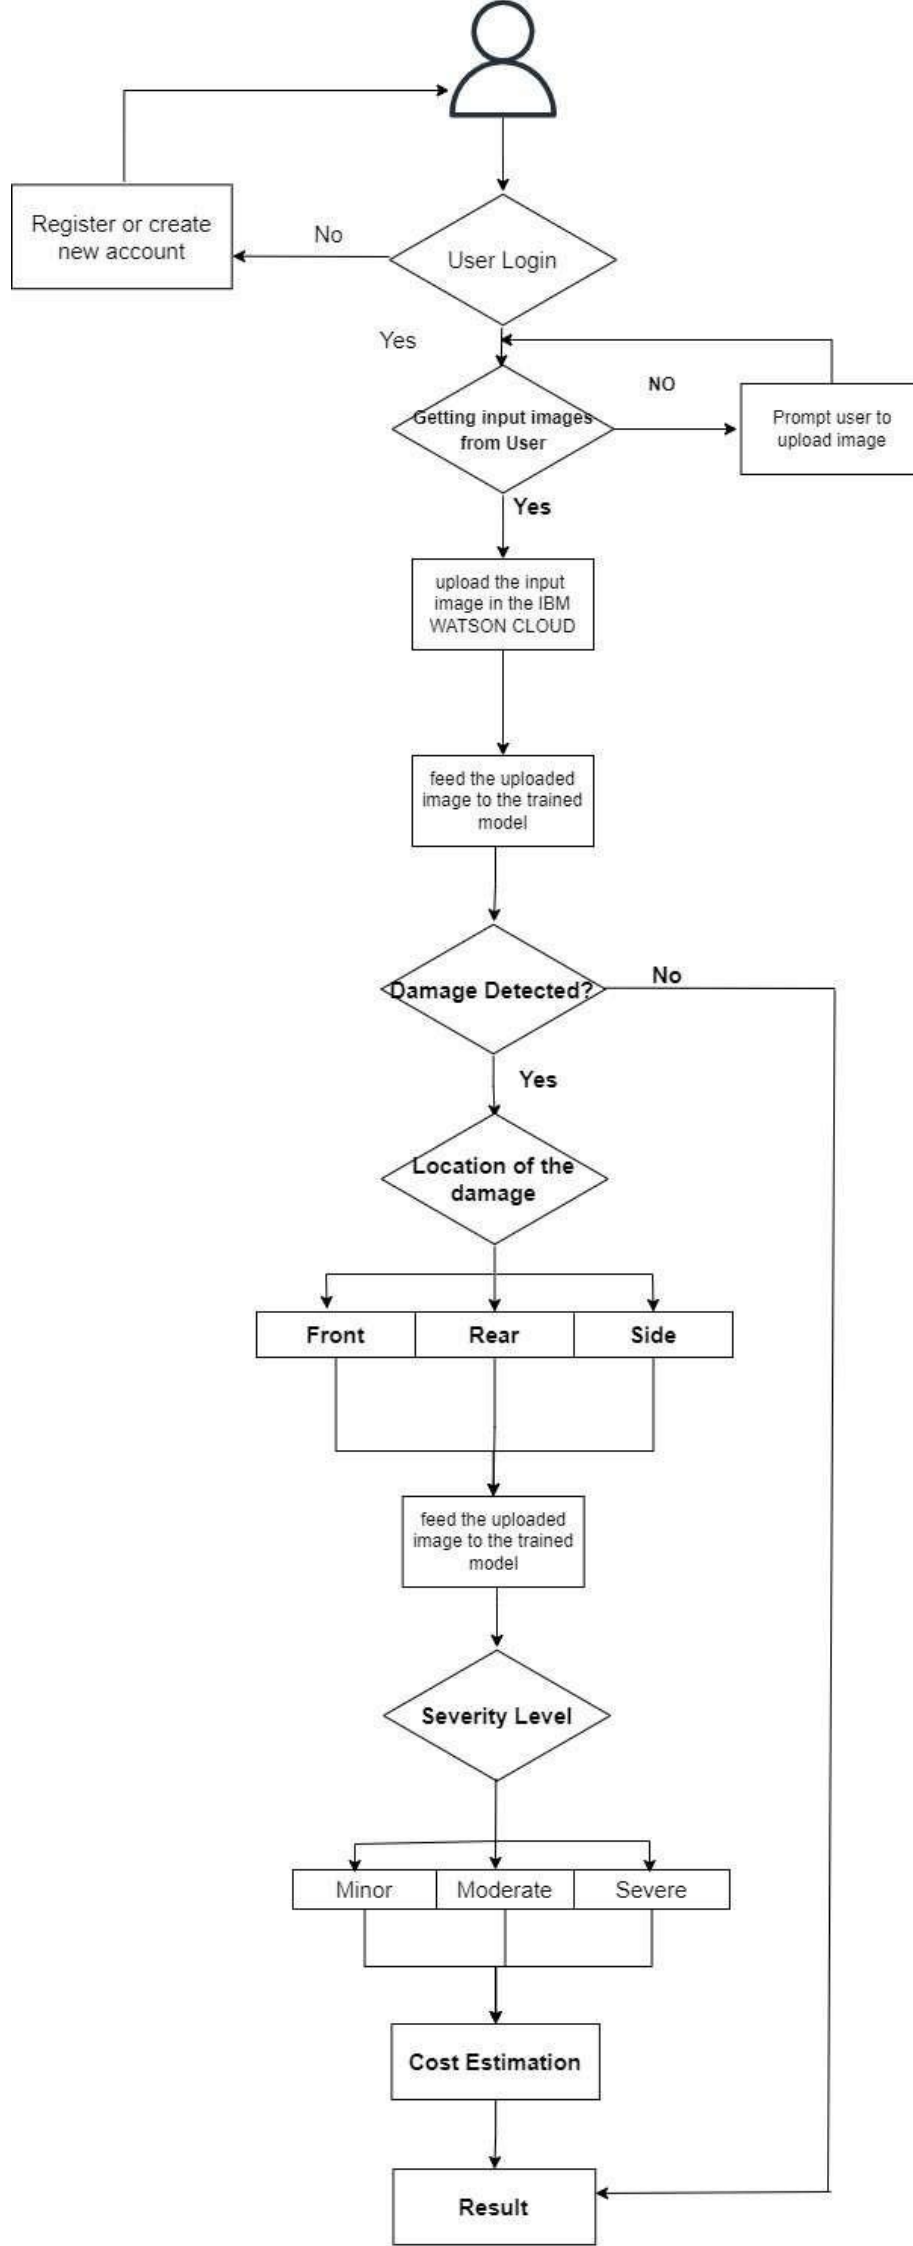 Register or create
new account
No
User Login
Yes
NO
Getting input images
from User
Prompt user to
upload image
Yes
upload the input
image in the IBM
WATSON CLOUD
feed the uploaded
image to the trained
model
Damage Detected?
No
Yes
Location of the
damage
Front
Rear
Side
feed the uploaded
image to the trained
model
Severity Level
Minor
Moderate
Severe
Cost Estimation
Result